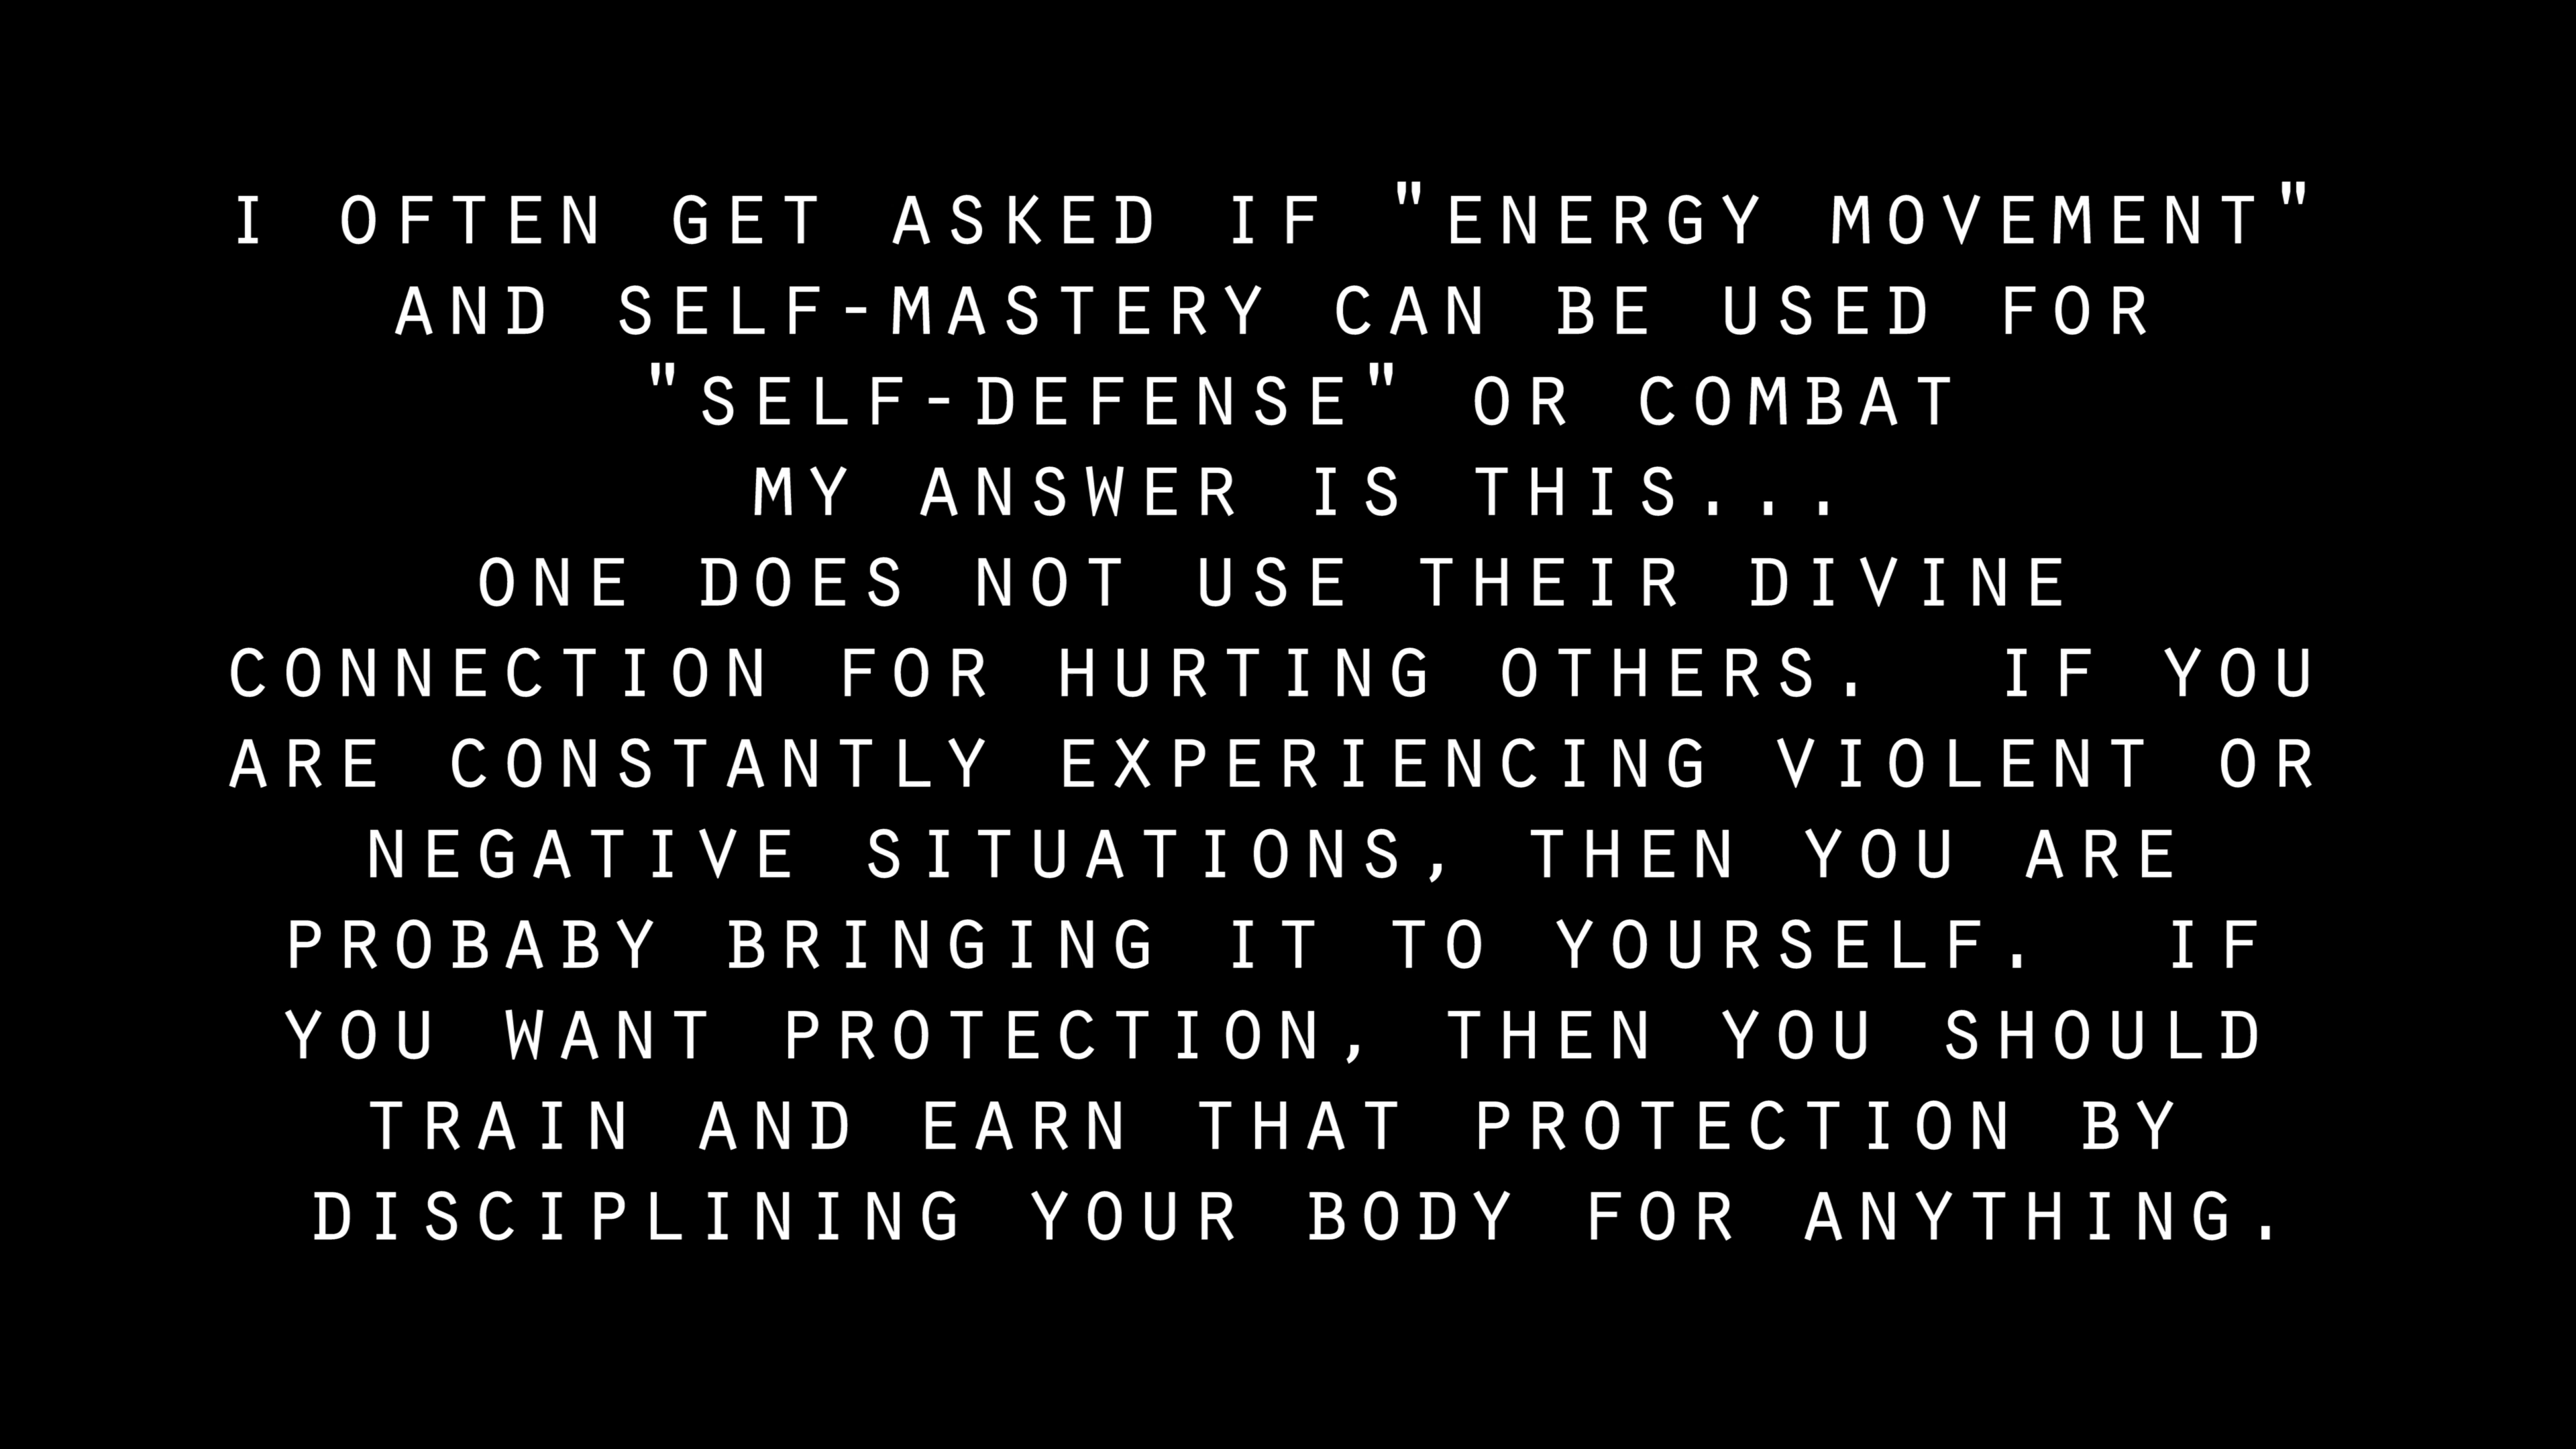 I OFTEN GET ASKED IF "ENERGY MOVEMENT"
AND SELF-MASTERY CAN BE USED FOR
"SELF-DEFENSE" OR COMBAT
MY ANSWER IS THIS...
ONE DOES NOT USE THEIR DIVINE
CONNECTION FOR HURTING OTHERS. IF YOU
ARE CONSTANTLY EXPERIENCING VIOLENT OR
NEGATIVE SITUATIONS, THEN YOU ARE
PROBABY BRINGING IT TO YOURSELF. IF
YOU WANT PROTECTION, THEN YOU SHOULD
TRAIN AND EARN THAT PROTECTION BY
DISCIPLINING YOUR BODY FOR ANYTHING.